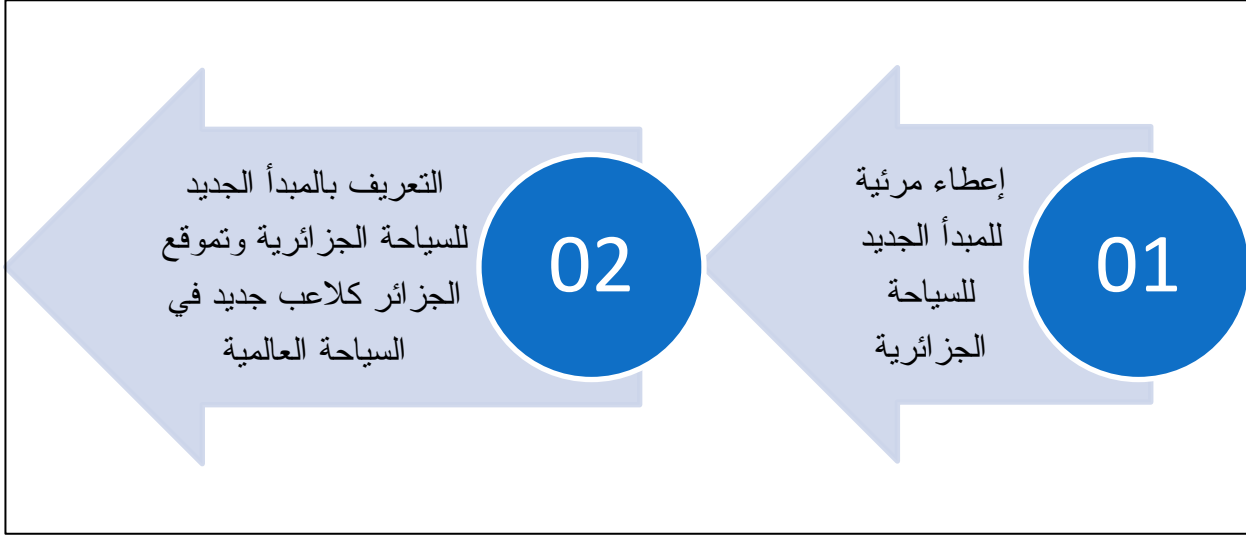 01
إعطاء مرئية
للمبدأ الجديد
للسياحة
الجزائرية
02
التعريف بالمبدأ الجديد
للسياحة الجزائرية وتموقع
الجزائر كلاعب جديد في
السياحة العالمية